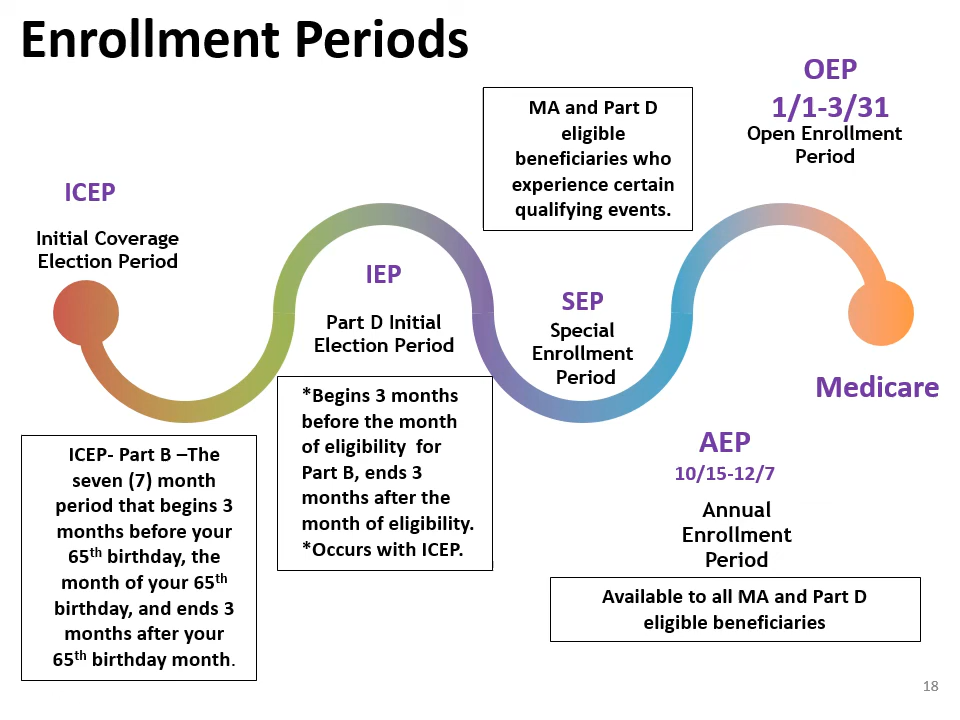 Enrollment Periods
ICEP
Initial Coverage
Election Period
ICEP- Part B –The
seven (7) month
period that begins 3
months before your
65th birthday, the
month of your 65th
birthday, and ends 3
months after your
65th birthday month.
IEP
Part D Initial
Election Period
*Begins 3 months
before the month
of eligibility for
Part B, ends 3
months after the
month of eligibility.
*Occurs with ICEP.
MA and Part D
eligible
beneficiaries who
experience certain
qualifying events.
SEP
Special
Enrollment
Period
OEP
1/1-3/31
Open Enrollment
Period
Medicare
AEP
10/15-12/7
Annual
Enrollment
Period
Available to all MA and Part D
eligible beneficiaries
18